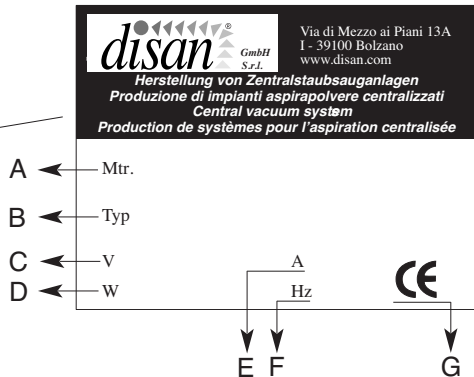 disan®
GmbH
S.r.l.
Via di Mezzo ai Piani 13A
I - 39100 Bolzano
www.disan.com
Herstellung von Zentralstaubsauganlagen
Produzione di impianti aspirapolvere centralizzati
Central vacuum system
Production de systèmes pour l'aspiration centralisée
A Mtr.
B Typ
C V A
D W Hz CE
E F G